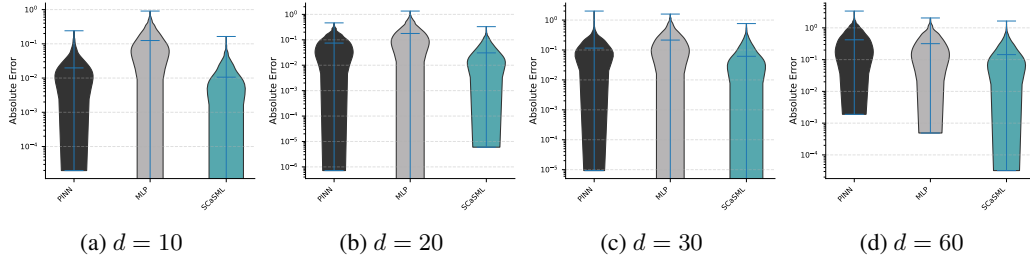 Absolute Error
10⁰
10⁻¹
10⁻²
10⁻³
10⁻⁴
PINN
MLP
SCaSML
(a) d = 10
Absolute Error
10⁰
10⁻¹
10⁻²
10⁻³
10⁻⁴
10⁻⁵
10⁻⁶
PINN
MLP
SCaSML
(b) d = 20
Absolute Error
10⁰
10⁻¹
10⁻²
10⁻³
10⁻⁴
10⁻⁵
PINN
MLP
SCaSML
(c) d = 30
Absolute Error
10⁰
10⁻¹
10⁻²
10⁻³
10⁻⁴
PINN
MLP
SCaSML
(d) d = 60